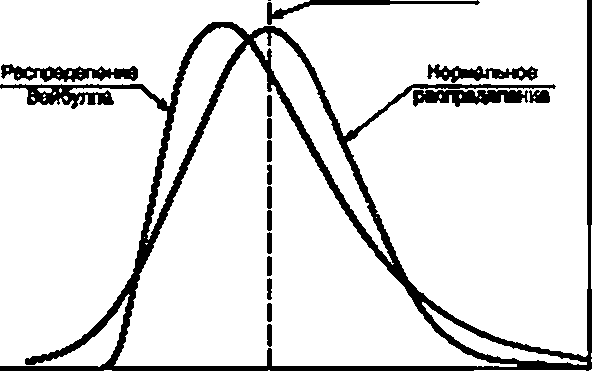 Распределение
Вейбулла
Нормальное
распределение